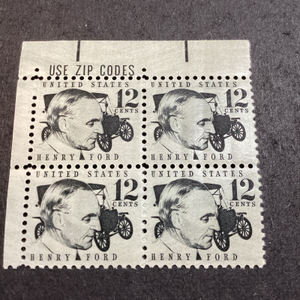 USE ZIP CODES
UNITED STATES
12
CENTS
HENRY FORD
UNITED STATES
12
CENTS
HENRY FORD
UNITED STATES
12
CENTS
HENRY FORD
UNITED STATES
12
CENTS
HENRY FORD